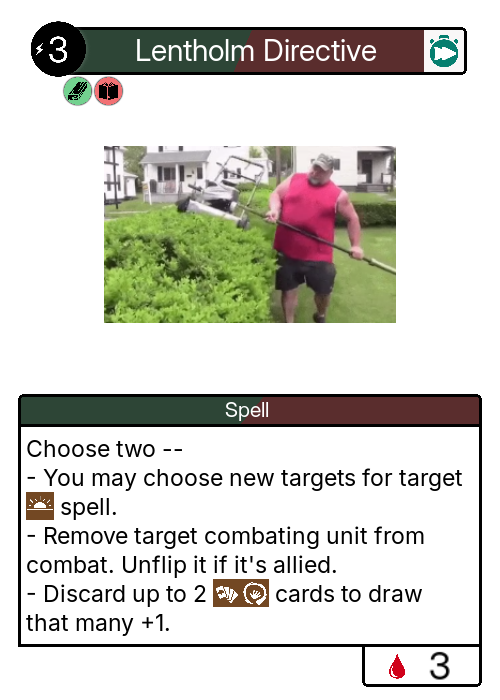 3 Lentholm Directive
Spell
Choose two --
- You may choose new targets for target
spell.
- Remove target combating unit from
combat. Unflip it if it's allied.
- Discard up to 2 cards to draw
that many +1.
3